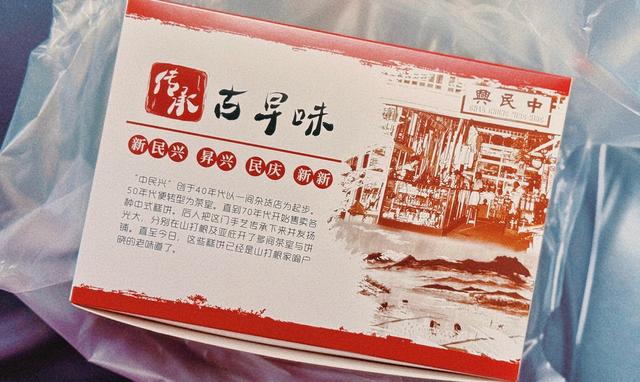 传承 古早味
新民兴 昇兴 民庆 新新
“中民兴”创于40年代以一间杂货店为起步。
50年代便转型为茶室。直到70年代开始售卖各
种中式糕饼。后人把这门手艺传承下来并发扬
光大，分别在山打根及亚庇开了多间茶室与饼
铺。直至今日，这些糕饼已经是山打根家喻户
晓的老味道了。
興民中